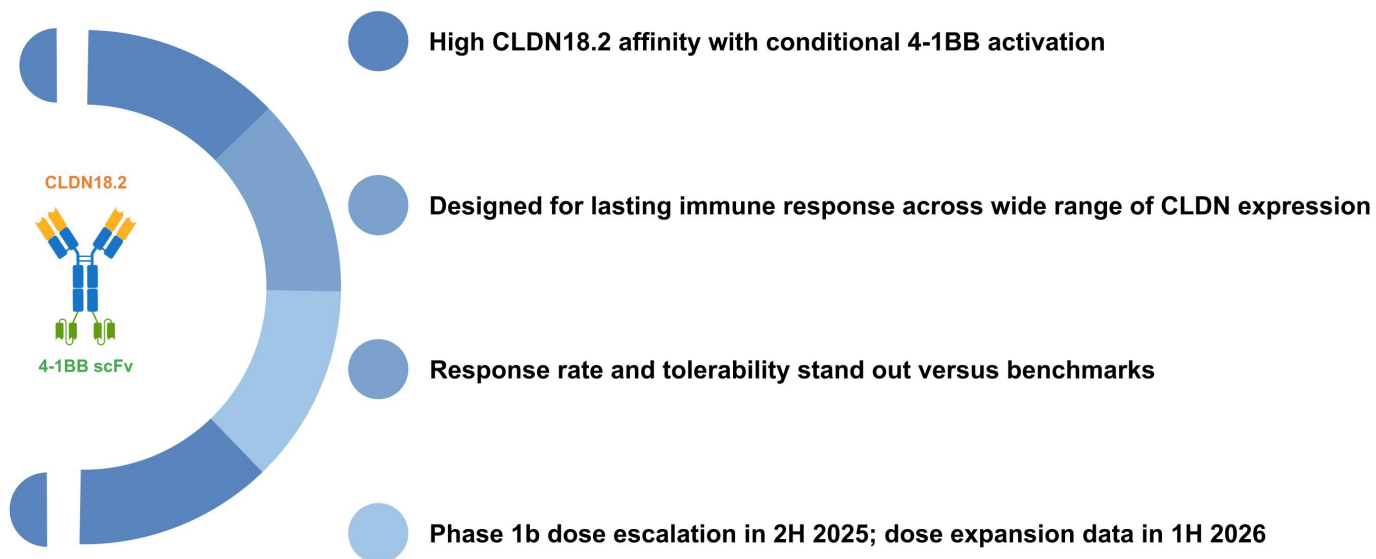 High CLDN18.2 affinity with conditional 4-1BB activation
CLDN18.2
Designed for lasting immune response across wide range of CLDN expression
4-1BB scFv
Response rate and tolerability stand out versus benchmarks
Phase 1b dose escalation in 2H 2025; dose expansion data in 1H 2026